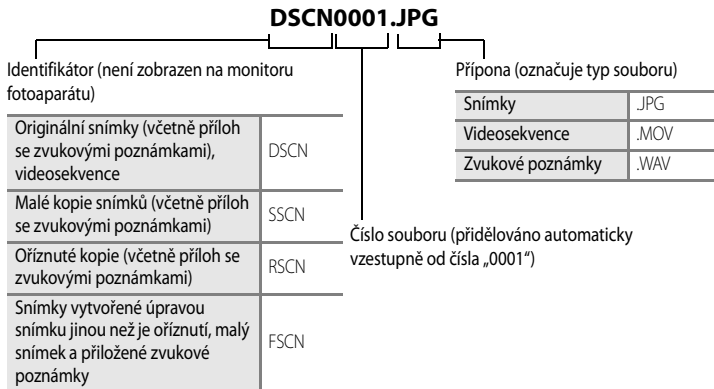 DSCN0001.JPG
Identifikátor (není zobrazen na monitoru
fotoaparátu)
Originální snímky (včetně příloh
se zvukovými poznámkami),
videosekvence
DSCN
Malé kopie snímků (včetně příloh
se zvukovými poznámkami)
SSCN
Oříznuté kopie (včetně příloh se
zvukovými poznámkami)
RSCN
Snímky vytvořené úpravou
snímku jinou než je oříznutí, malý
snímek a přiložené zvukové
poznámky
FSCN
Přípona (označuje typ souboru)
Snímky .JPG
Videosekvence .MOV
Zvukové poznámky .WAV
Číslo souboru (přidělováno automaticky
vzestupně od čísla „0001“)